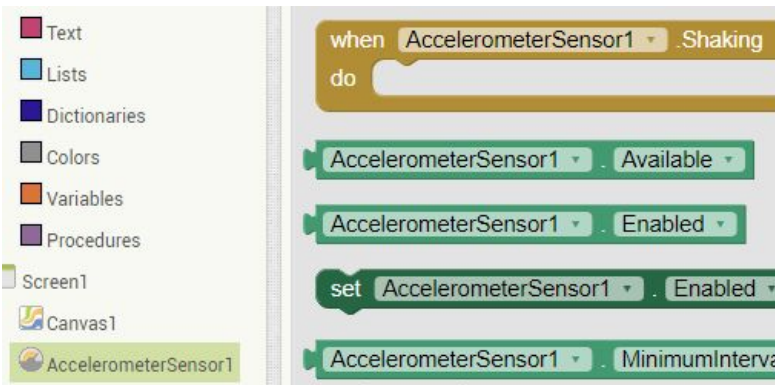 Text
Lists
Dictionaries
Colors
Variables
Procedures
Screen1
Canvas1
AccelerometerSensor1
when AccelerometerSensor1 .Shaking
do
AccelerometerSensor1 . Available
AccelerometerSensor1 . Enabled
set AccelerometerSensor1 . Enabled
AccelerometerSensor1 . MinimumInterva